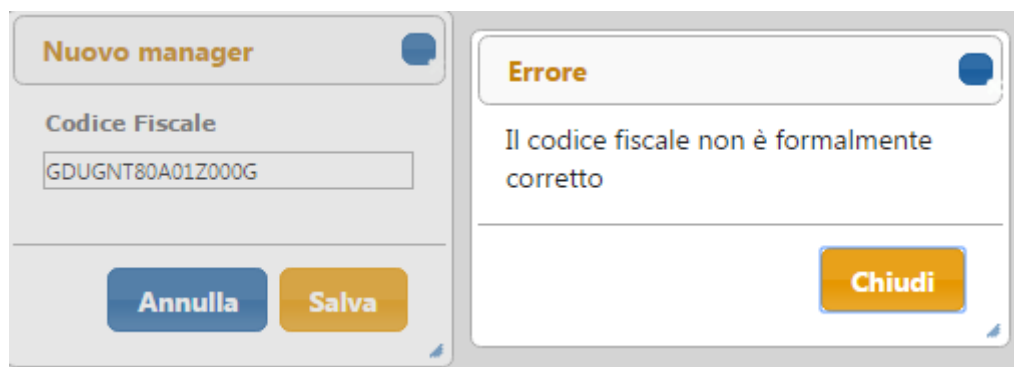 Nuovo manager
Codice Fiscale
GDUGNT80A01Z000G
Annulla
Salva
Errore
Il codice fiscale non è formalmente
corretto
Chiudi